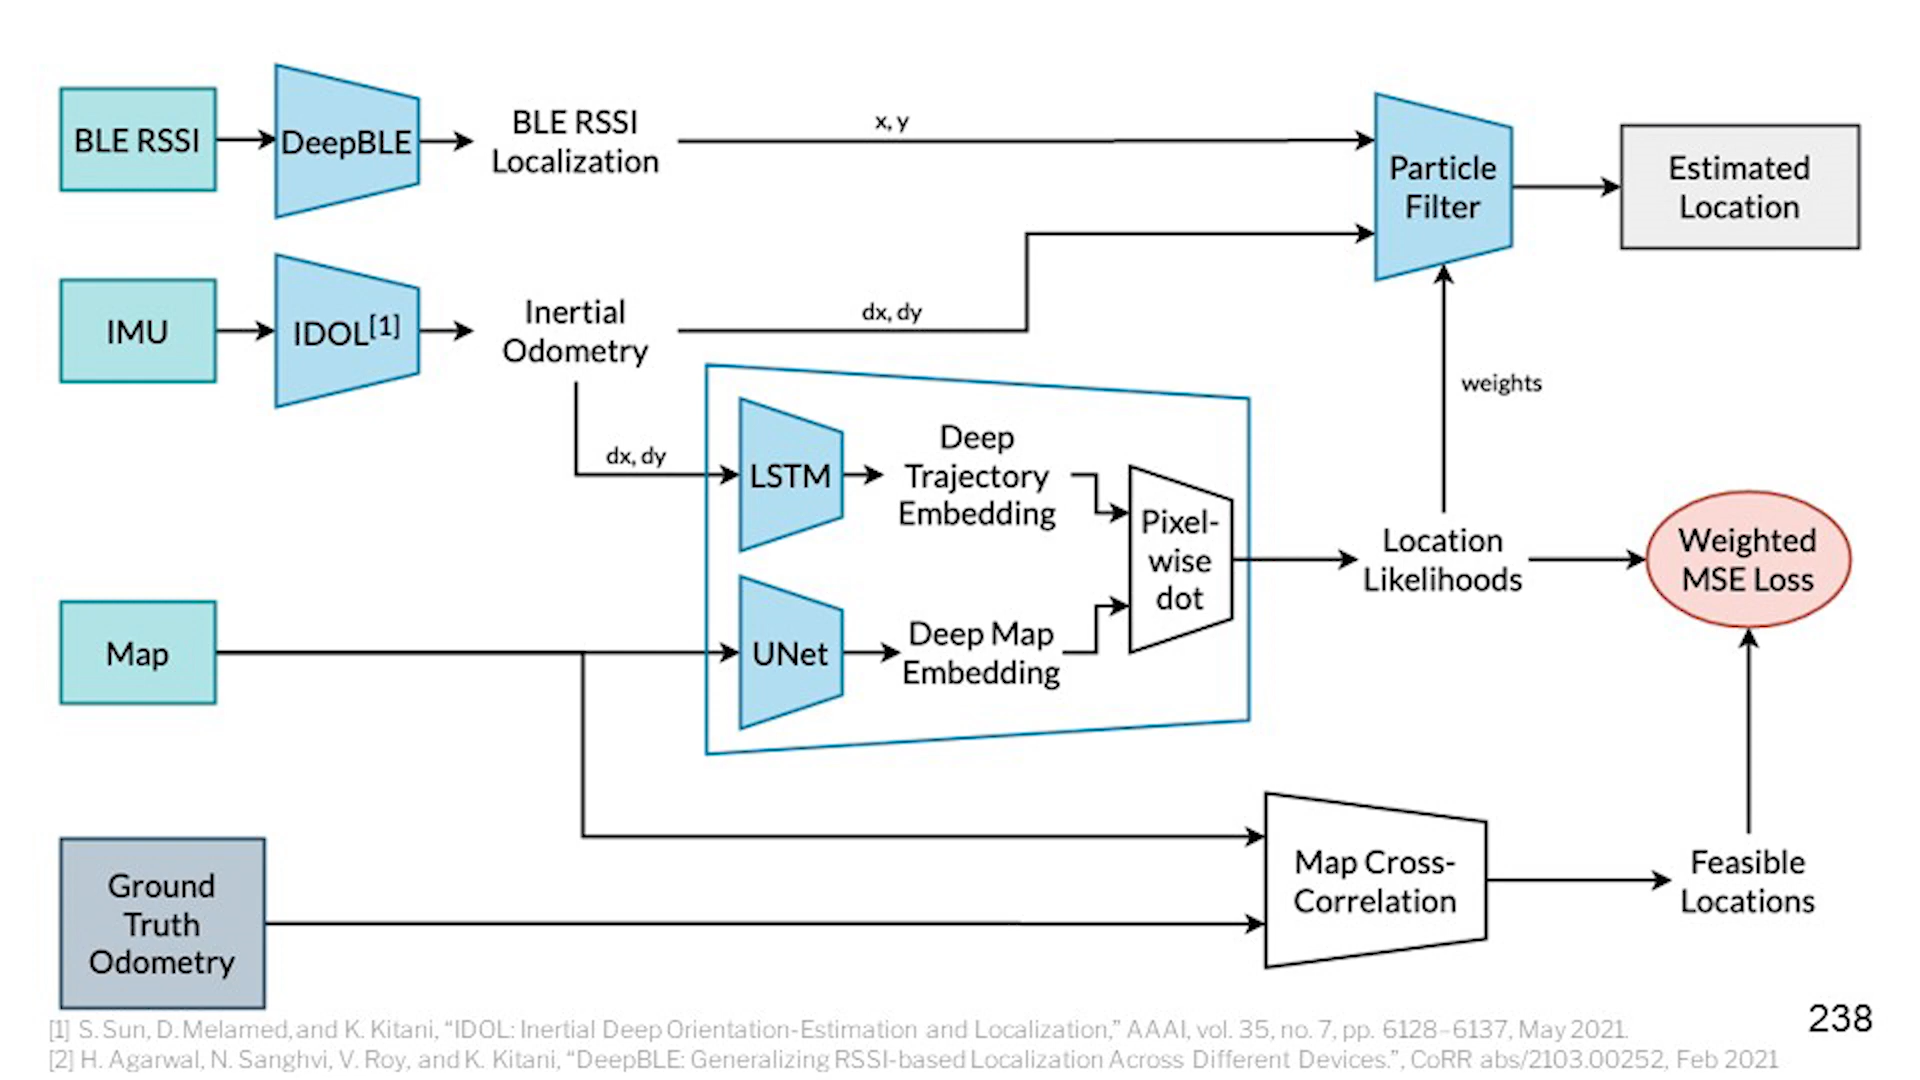 BLE RSSI
DeepBLE
BLE RSSI
Localization
x, y
Particle
Filter
Estimated
Location
IMU
IDOL[1]
Inertial
Odometry
dx, dy
weights
dx, dy
LSTM
Deep
Trajectory
Embedding
Pixel-
wise
dot
Location
Likelihoods
Weighted
MSE Loss
Map
UNet
Deep Map
Embedding
Ground
Truth
Odometry
Map Cross-
Correlation
Feasible
Locations
238
[1] S. Sun, D. Melamed, and K. Kitani, “IDOL: Inertial Deep Orientation-Estimation and Localization,” AAAI, vol. 35, no. 7, pp. 6128–6137, May 2021.
[2] H. Agarwal, N. Sanghvi, V. Roy, and K. Kitani, “DeepBLE: Generalizing RSSI-based Localization Across Different Devices.”, CoRR abs/2103.00252, Feb 2021